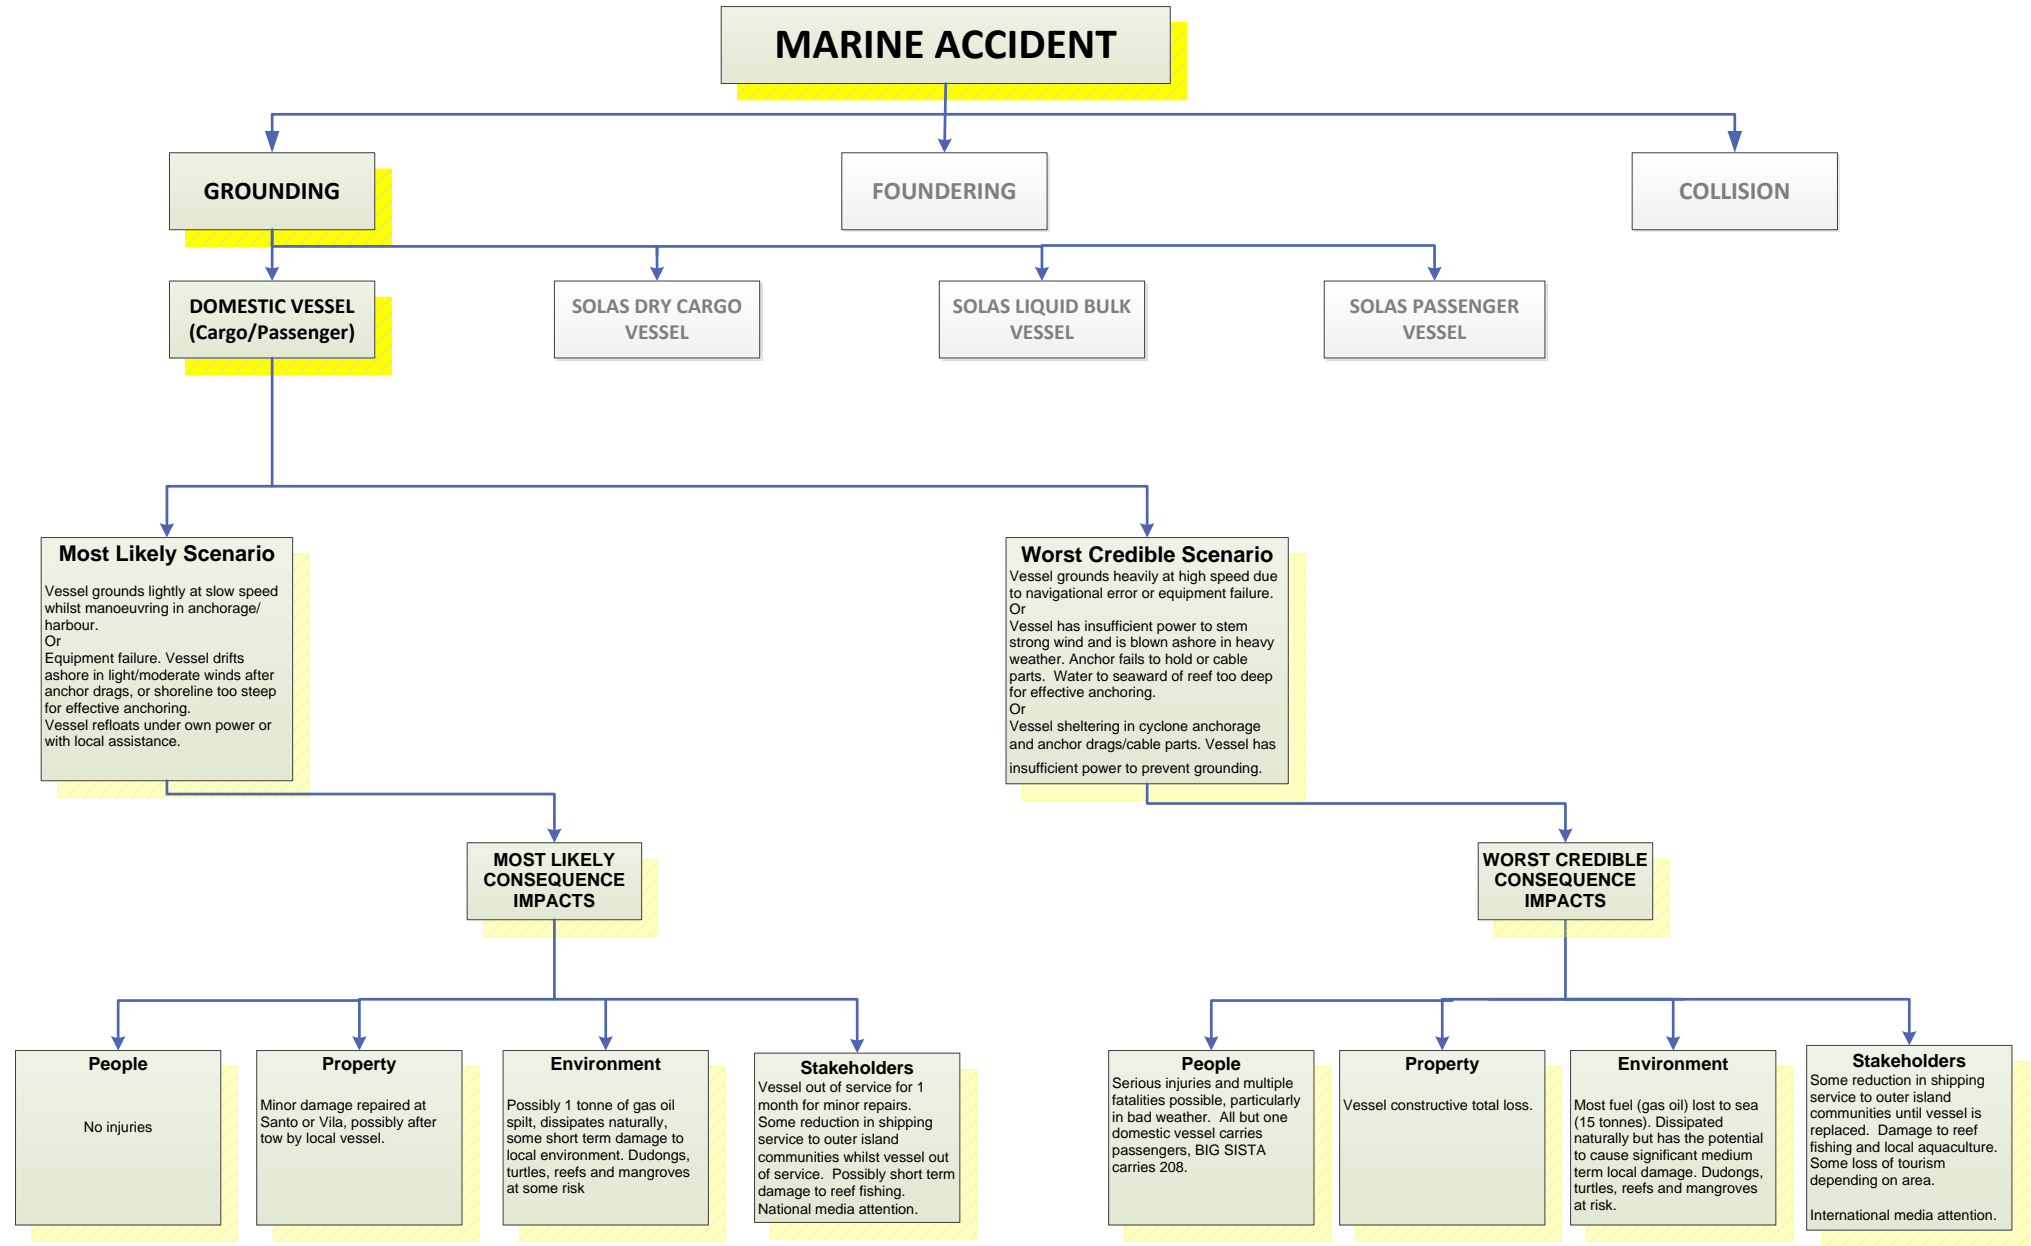 MARINE ACCIDENT
GROUNDING
FOUNDERING
COLLISION
DOMESTIC VESSEL
(Cargo/Passenger)
SOLAS DRY CARGO
VESSEL
SOLAS LIQUID BULK
VESSEL
SOLAS PASSENGER
VESSEL
Most Likely Scenario
Vessel grounds lightly at slow speed
whilst manoeuvring in anchorage/
harbour.
Or
Equipment failure. Vessel drifts
ashore in light/moderate winds after
anchor drags, or shoreline too steep
for effective anchoring.
Vessel refloats under own power or
with local assistance.
Worst Credible Scenario
Vessel grounds heavily at high speed due
to navigational error or equipment failure.
Or
Vessel has insufficient power to stem
strong wind and is blown ashore in heavy
weather. Anchor fails to hold or cable
parts.  Water to seaward of reef too deep
for effective anchoring.
Or
Vessel sheltering in cyclone anchorage
and anchor drags/cable parts. Vessel has
insufficient power to prevent grounding.
MOST LIKELY
CONSEQUENCE
IMPACTS
WORST CREDIBLE
CONSEQUENCE
IMPACTS
People
No injuries
Property
Minor damage repaired at
Santo or Vila, possibly after
tow by local vessel.
Environment
Possibly 1 tonne of gas oil
spilt, dissipates naturally,
some short term damage to
local environment. Dudongs,
turtles, reefs and mangroves
at some risk
Stakeholders
Vessel out of service for 1
month for minor repairs.
Some reduction in shipping
service to outer island
communities whilst vessel out
of service.  Possibly short term
damage to reef fishing.
National media attention.
People
Serious injuries and multiple
fatalities possible, particularly
in bad weather.  All but one
domestic vessel carries
passengers, BIG SISTA
carries 208.
Property
Vessel constructive total loss.
Environment
Most fuel (gas oil) lost to sea
(15 tonnes). Dissipated
naturally but has the potential
to cause significant medium
term local damage. Dudongs,
turtles, reefs and mangroves
at risk.
Stakeholders
Some reduction in shipping
service to outer island
communities until vessel is
replaced.  Damage to reef
fishing and local aquaculture.
Some loss of tourism
depending on area.
International media attention.